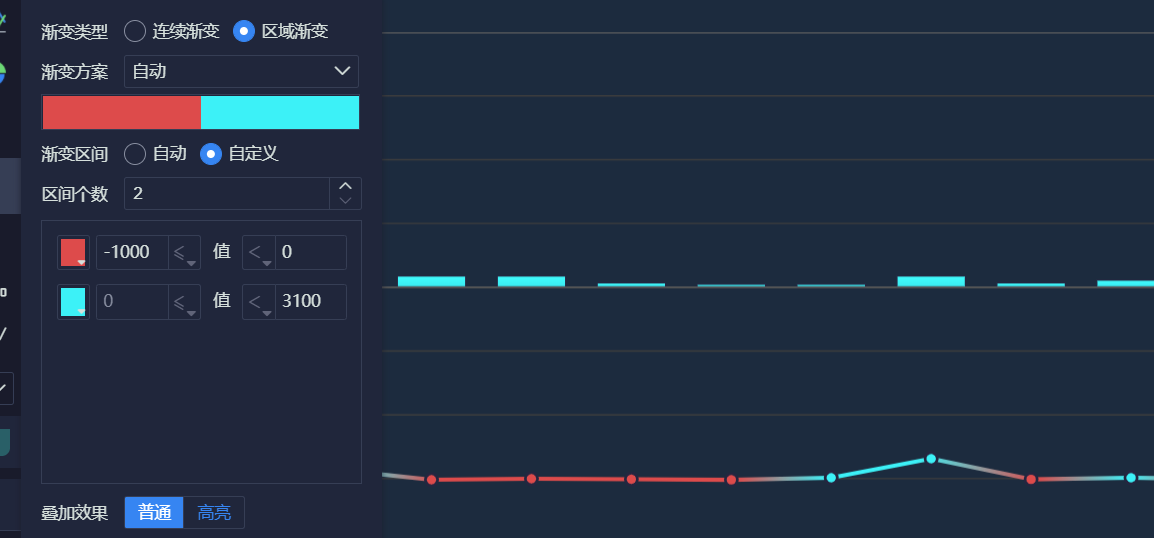 渐变类型 连续渐变 区域渐变
渐变方案 自动
渐变区间 自动 自定义
区间个数 2
-1000 ≤ 值 < 0
0 ≤ 值 < 3100
叠加效果 普通 高亮